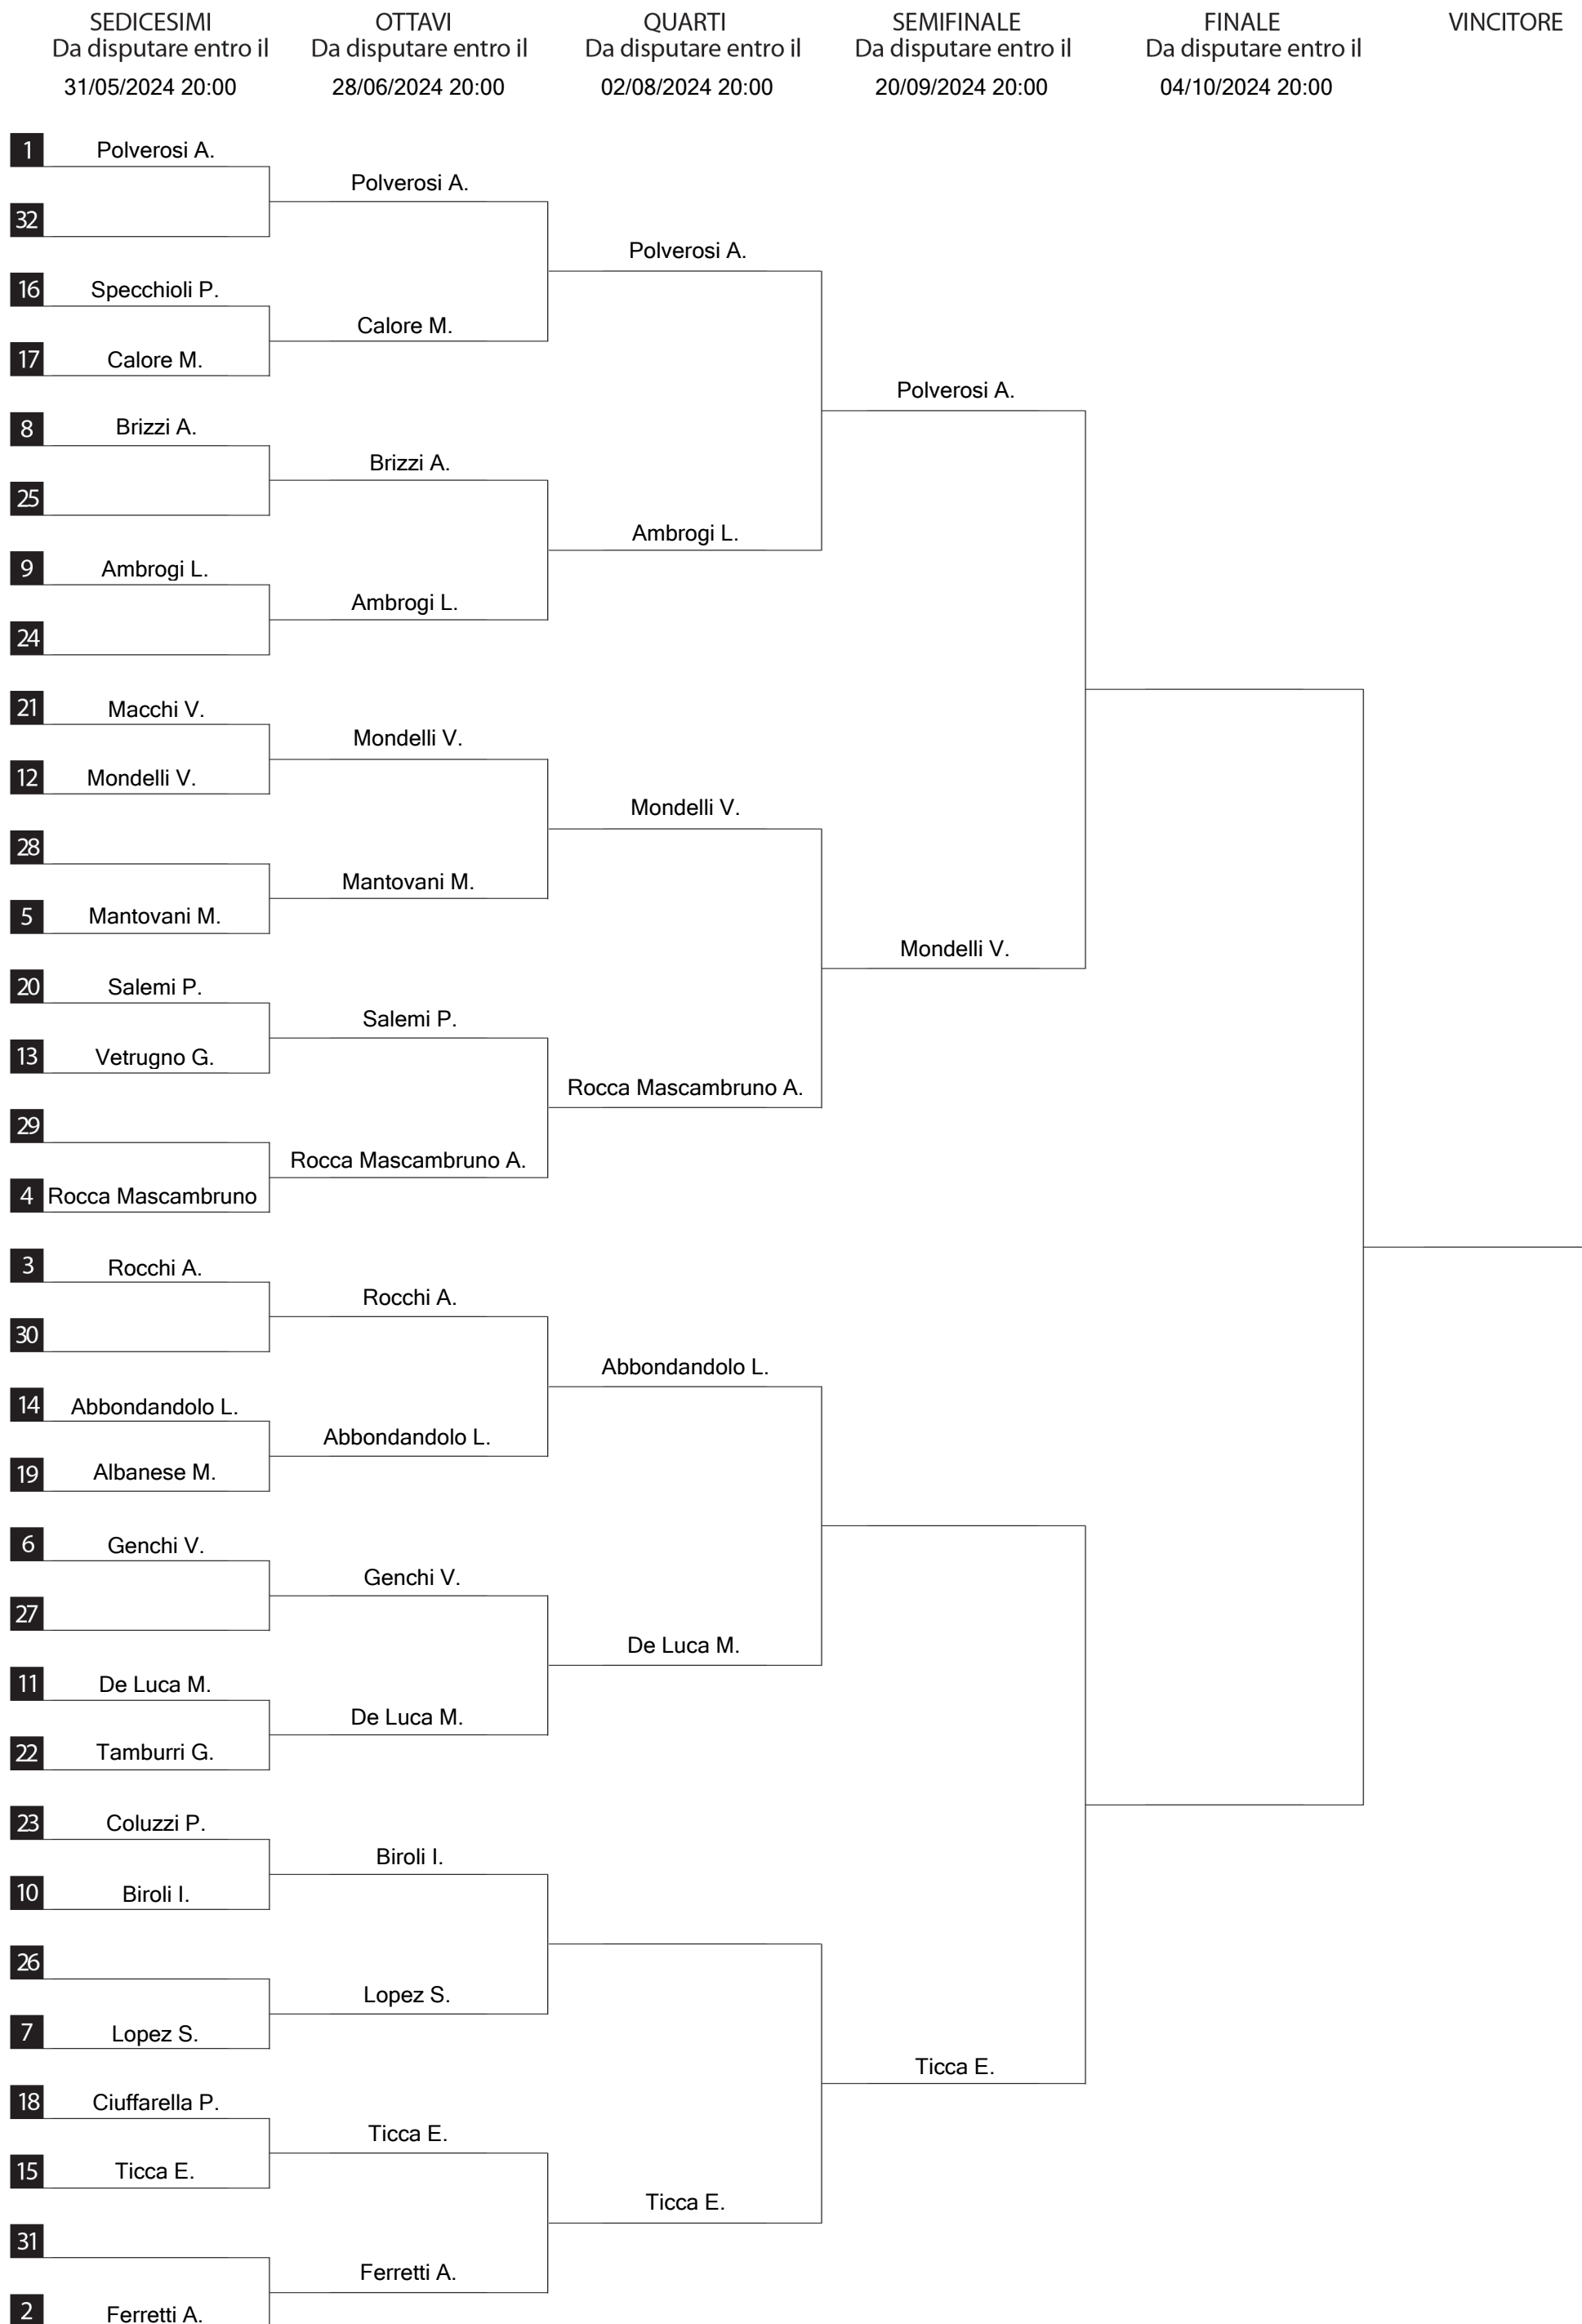 SEDICESIMI
Da disputare entro il
31/05/2024 20:00
OTTAVI
Da disputare entro il
28/06/2024 20:00
QUARTI
Da disputare entro il
02/08/2024 20:00
SEMIFINALE
Da disputare entro il
20/09/2024 20:00
FINALE
Da disputare entro il
04/10/2024 20:00
VINCITORE
1 Polverosi A.
32
16 Specchioli P.
17 Calore M.
8 Brizzi A.
25
9 Ambrogi L.
24
21 Macchi V.
12 Mondelli V.
28
5 Mantovani M.
20 Salemi P.
13 Vetrugno G.
29
4 Rocca Mascambruno
3 Rocchi A.
30
14 Abbondandolo L.
19 Albanese M.
6 Genchi V.
27
11 De Luca M.
22 Tamburri G.
23 Coluzzi P.
10 Biroli I.
26
7 Lopez S.
18 Ciuffarella P.
15 Ticca E.
31
2 Ferretti A.
Polverosi A.
Calore M.
Brizzi A.
Ambrogi L.
Mondelli V.
Mantovani M.
Salemi P.
Rocca Mascambruno A.
Rocchi A.
Abbondandolo L.
Genchi V.
De Luca M.
Biroli I.
Lopez S.
Ticca E.
Ferretti A.
Polverosi A.
Ambrogi L.
Mondelli V.
Rocca Mascambruno A.
Abbondandolo L.
De Luca M.
Ticca E.
Polverosi A.
Mondelli V.
Ticca E.